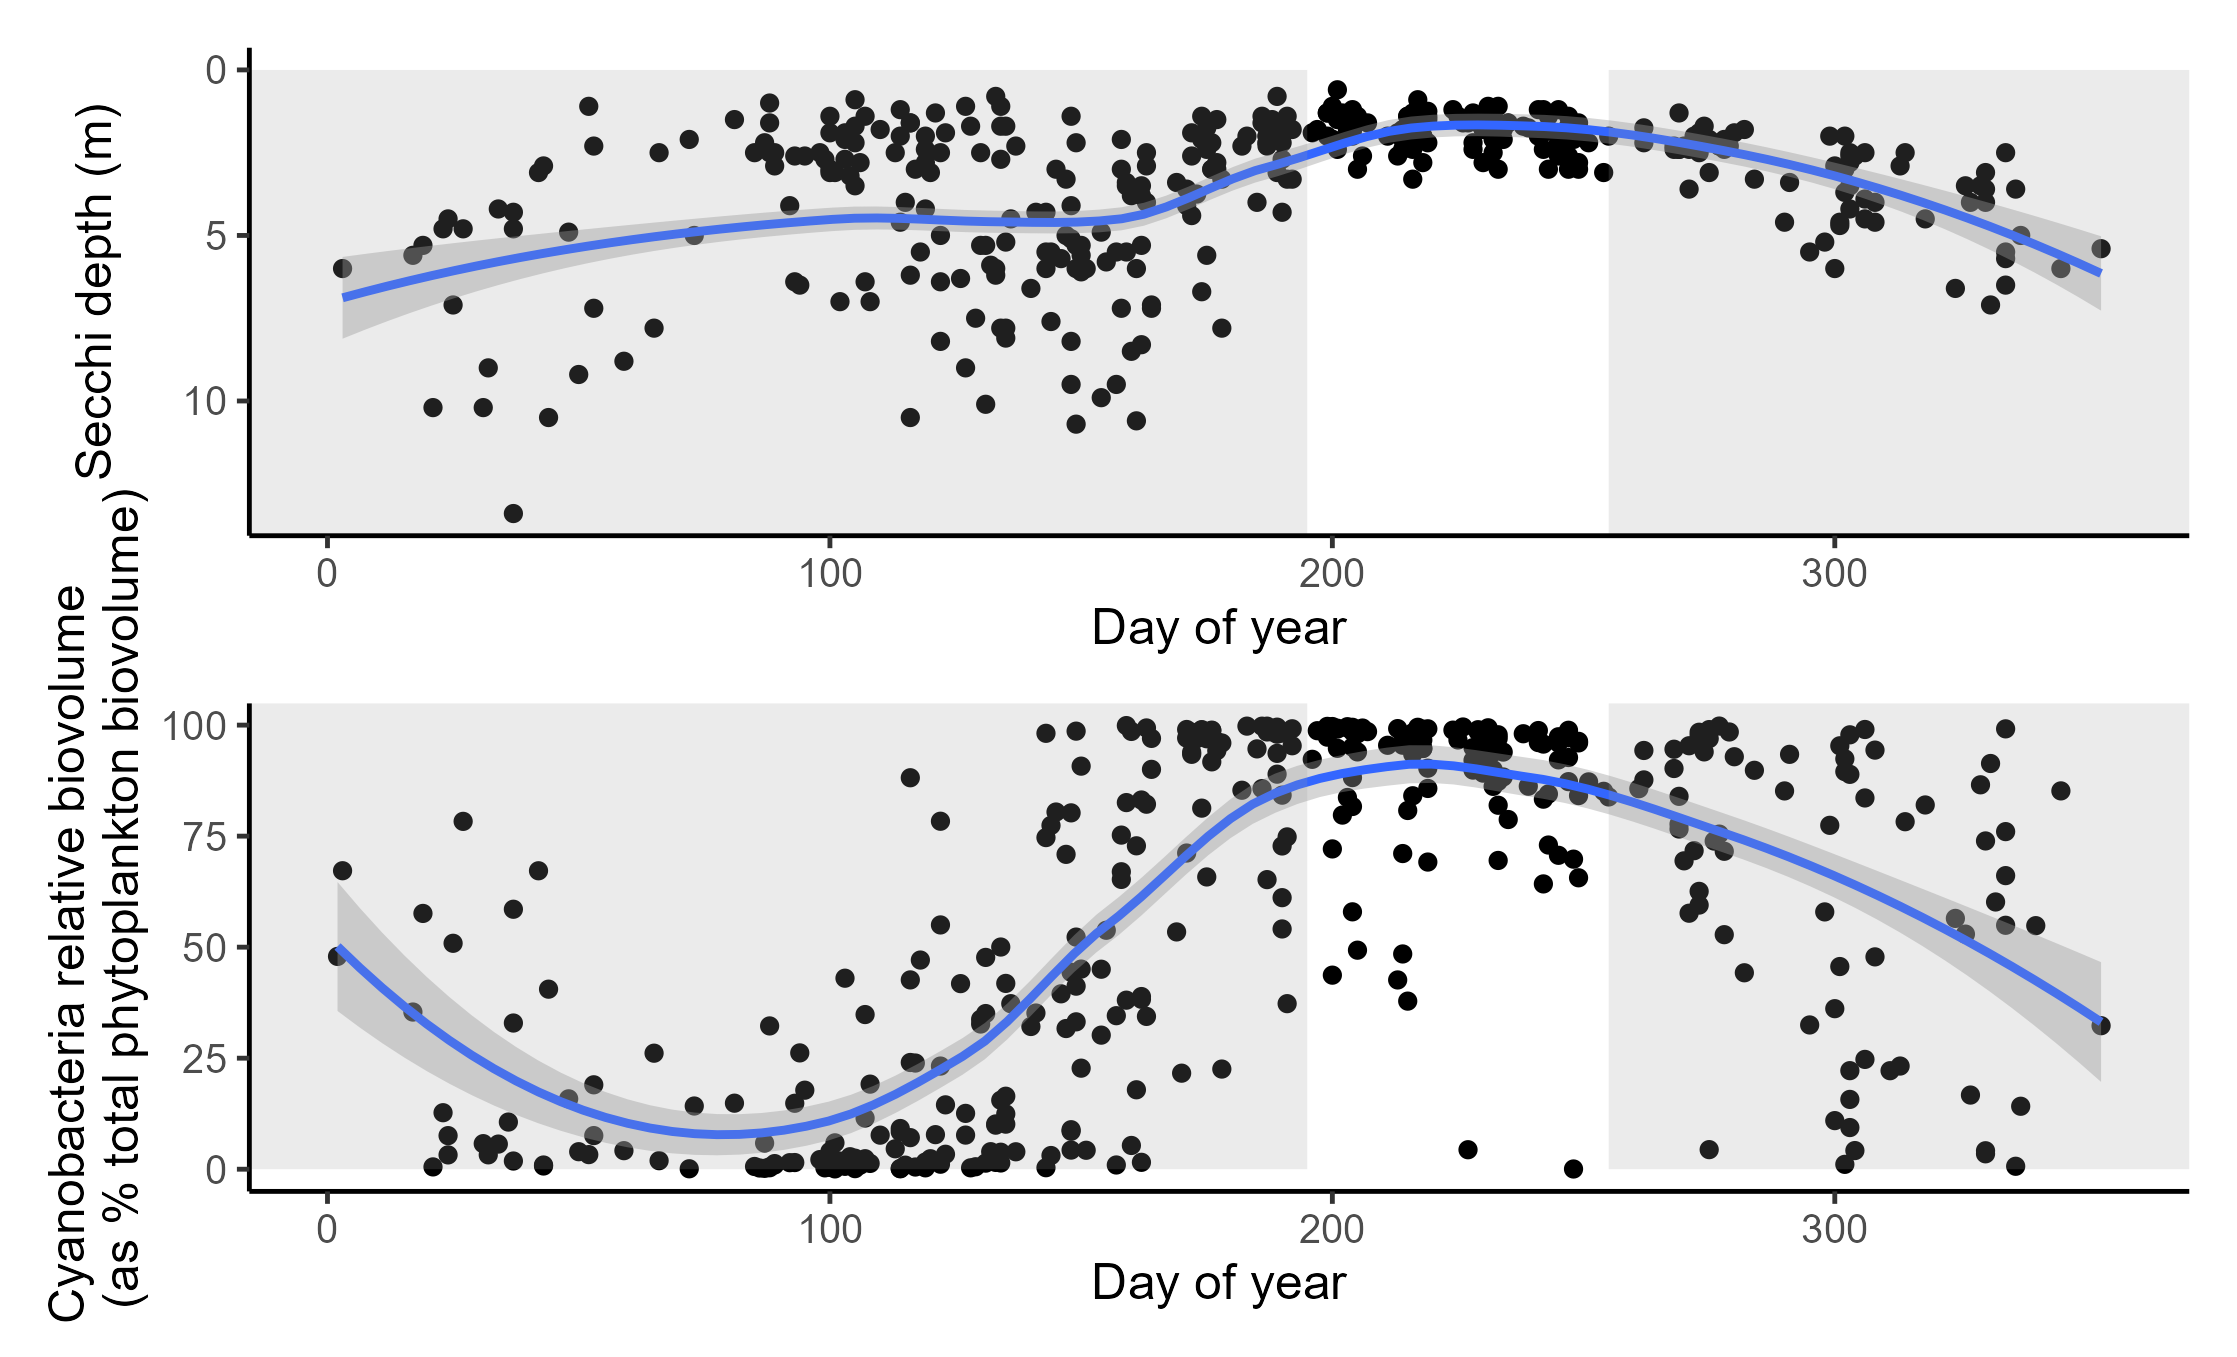 Secchi depth (m)
0
5
10
0 100 200 300
Day of year
Cyanobacteria relative biovolume
(as % total phytoplankton biovolume)
100
75
50
25
0
0 100 200 300
Day of year